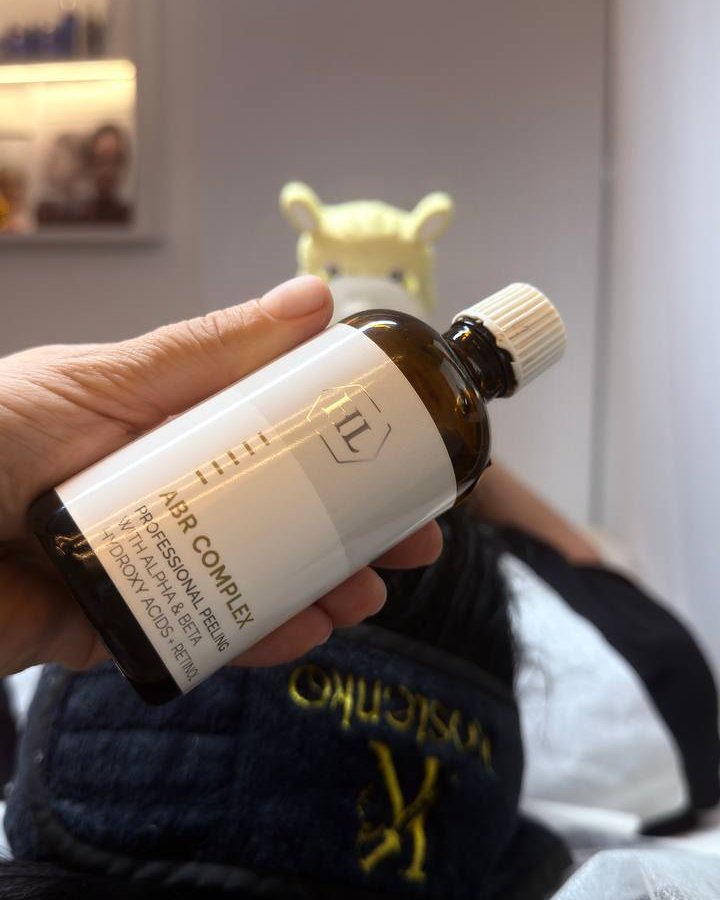 HL
ABR COMPLEX
PROFESSIONAL PEELING
WITH ALPHA & BETA
HYDROXY ACIDS + RETINOL